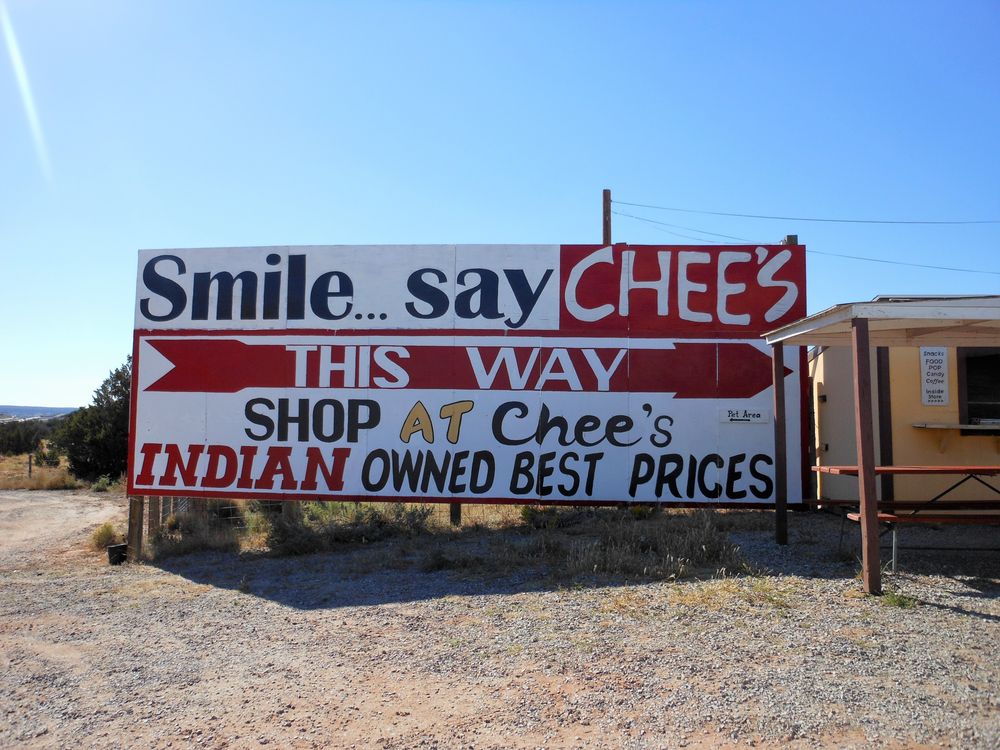 Smile... say CHEE'S
THIS WAY
SHOP AT Chee's
INDIAN OWNED BEST PRICES
Pet Area
Snacks
FOOD
POP
Candy
Coffee
Inside
Store
>>>>